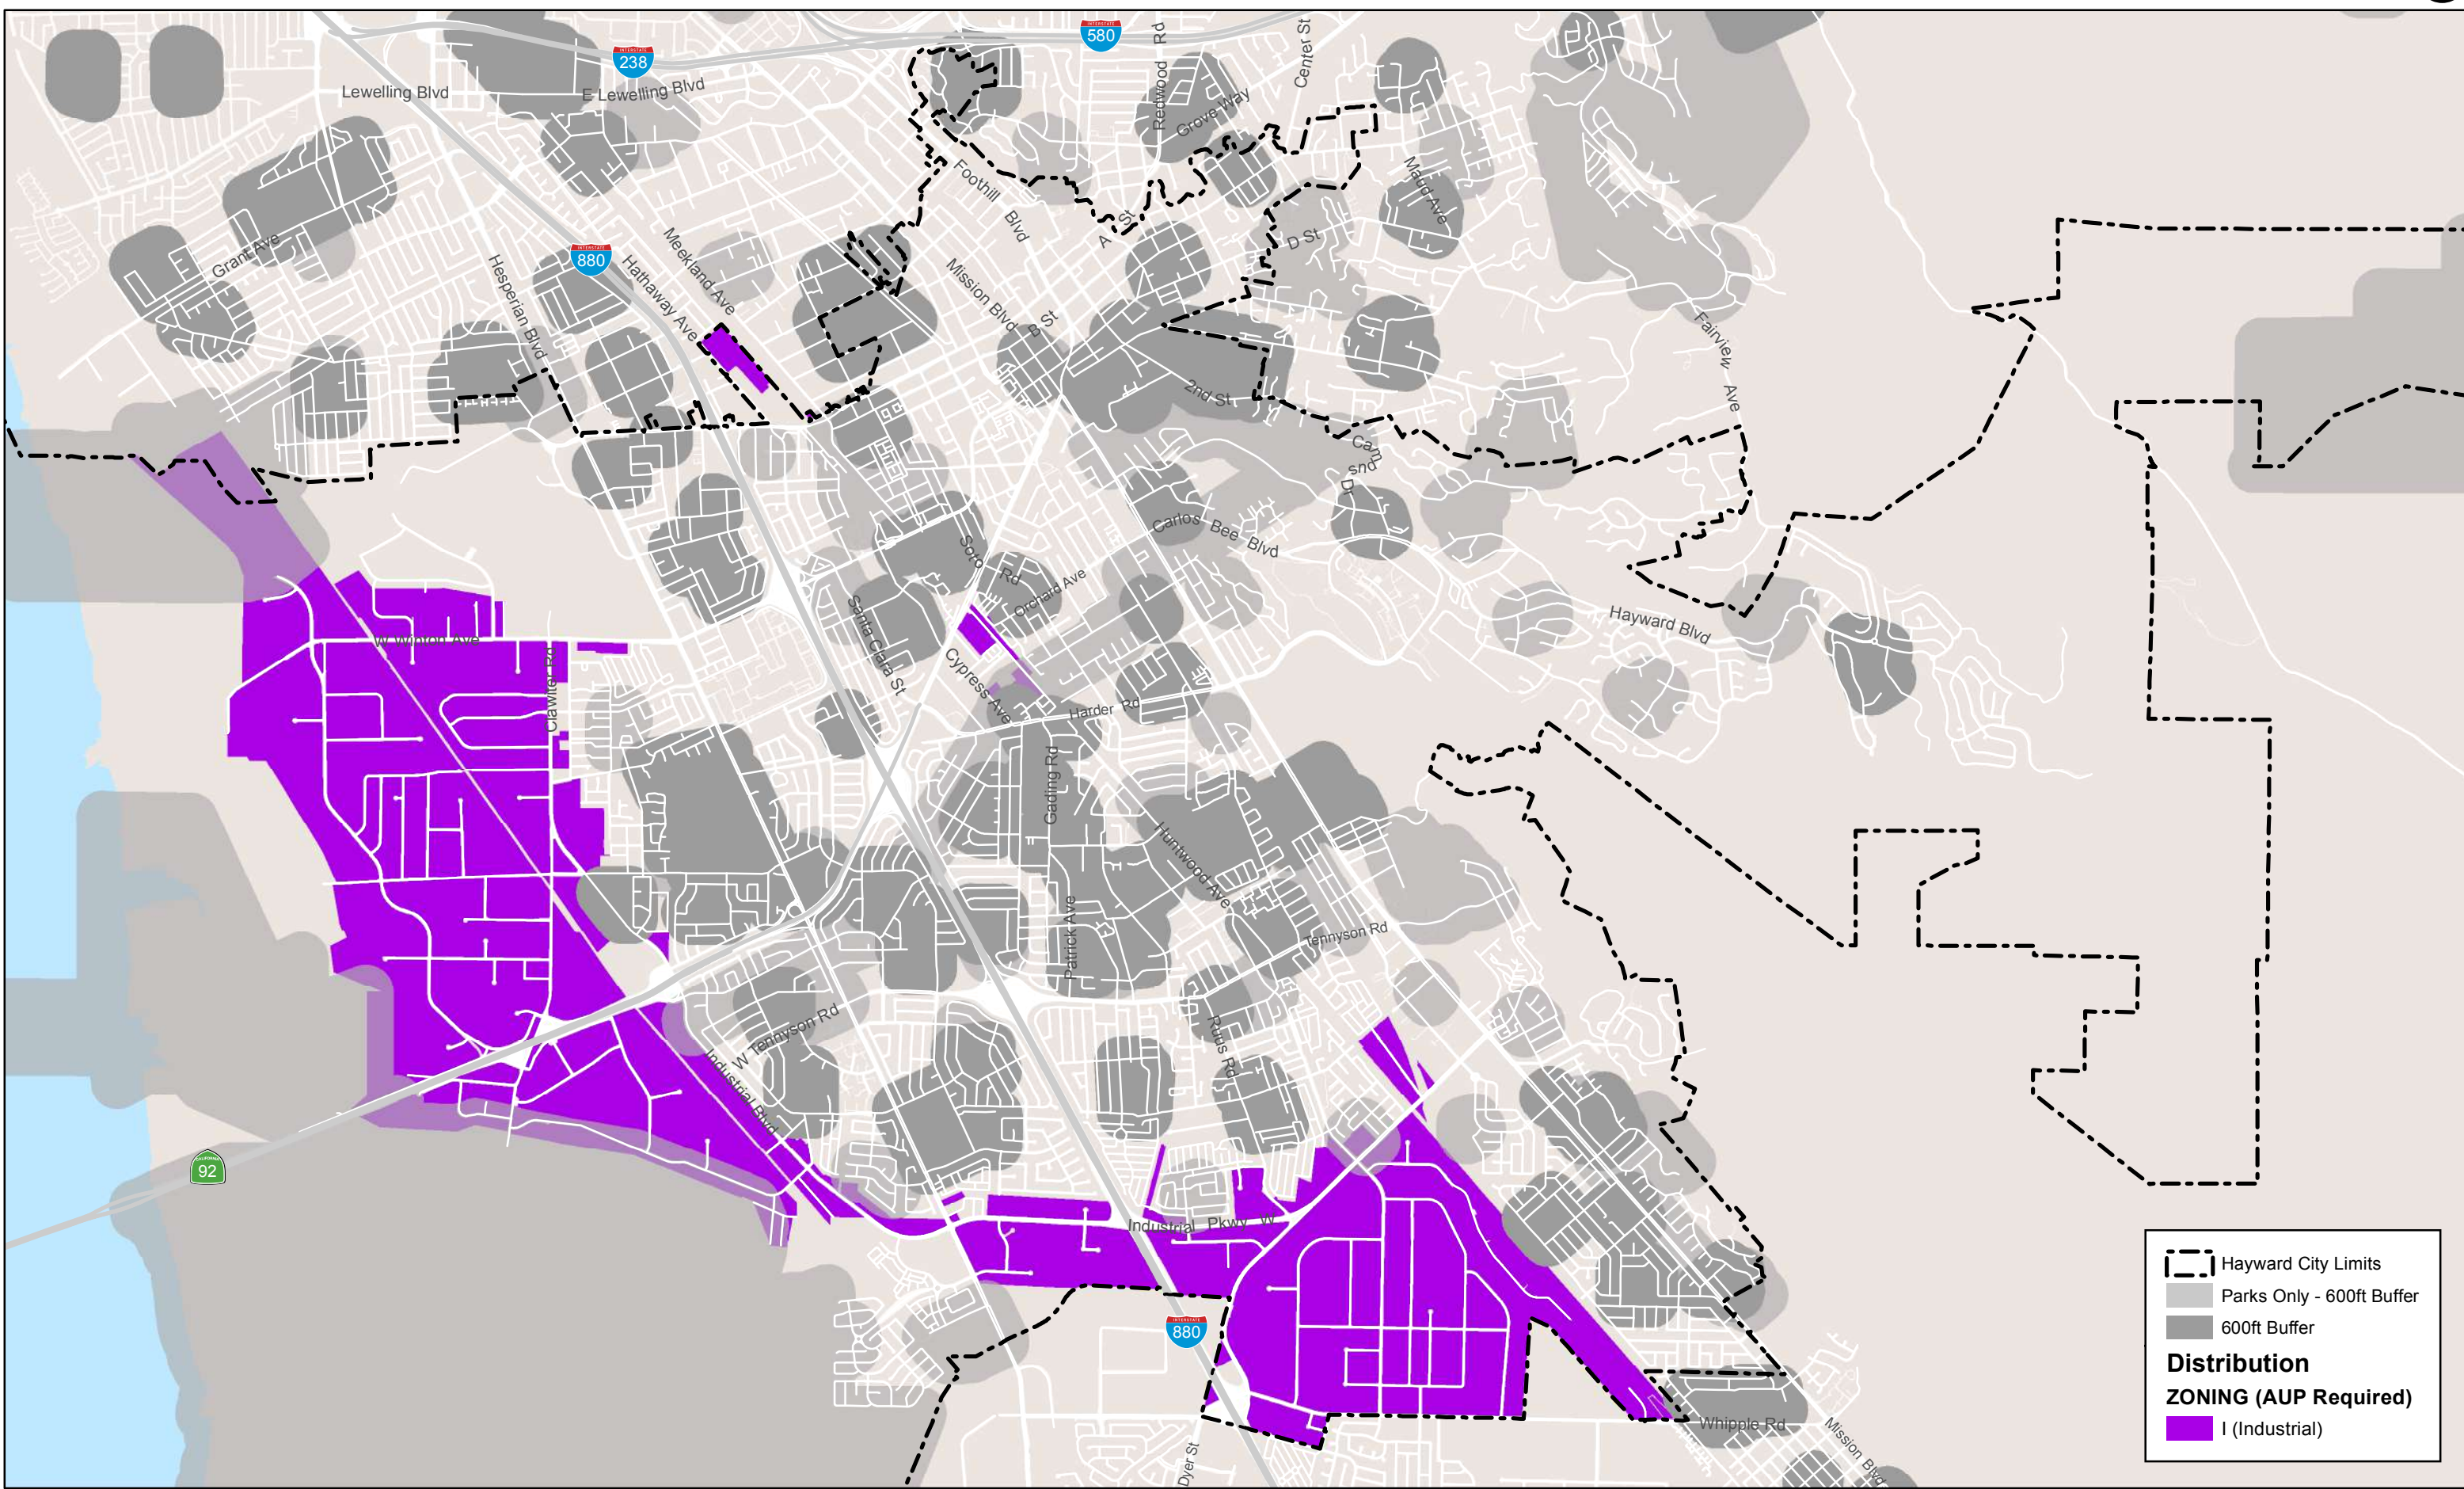 580
Redwood Rd
Center St
238
Lewelling Blvd
E Lewelling Blvd
Grove Way
Foothill Blvd
Maud Ave
A St
D St
Grant Ave
880
Hesperian Blvd
Hathaway Ave
Meekland Ave
Mission Blvd
B St
Fairview Ave
2nd St
Cam
snd
Dr
Carlos Bee Blvd
Soto Rd
Orchard Ave
Santa Clara St
Cypress Ave
Hayward Blvd
W Winton Ave
Clawiter Rd
Harder Rd
Gading Rd
Huntwood Ave
Patrick Ave
Tennyson Rd
W Tennyson Rd
Industrial Blvd
Ruus Rd
CALIFORNIA
92
Industrial Pkwy W
INTERSTATE
880
Whipple Rd
Mission Blvd
Dyer St
Hayward City Limits
Parks Only - 600ft Buffer
600ft Buffer
Distribution
ZONING (AUP Required)
I (Industrial)